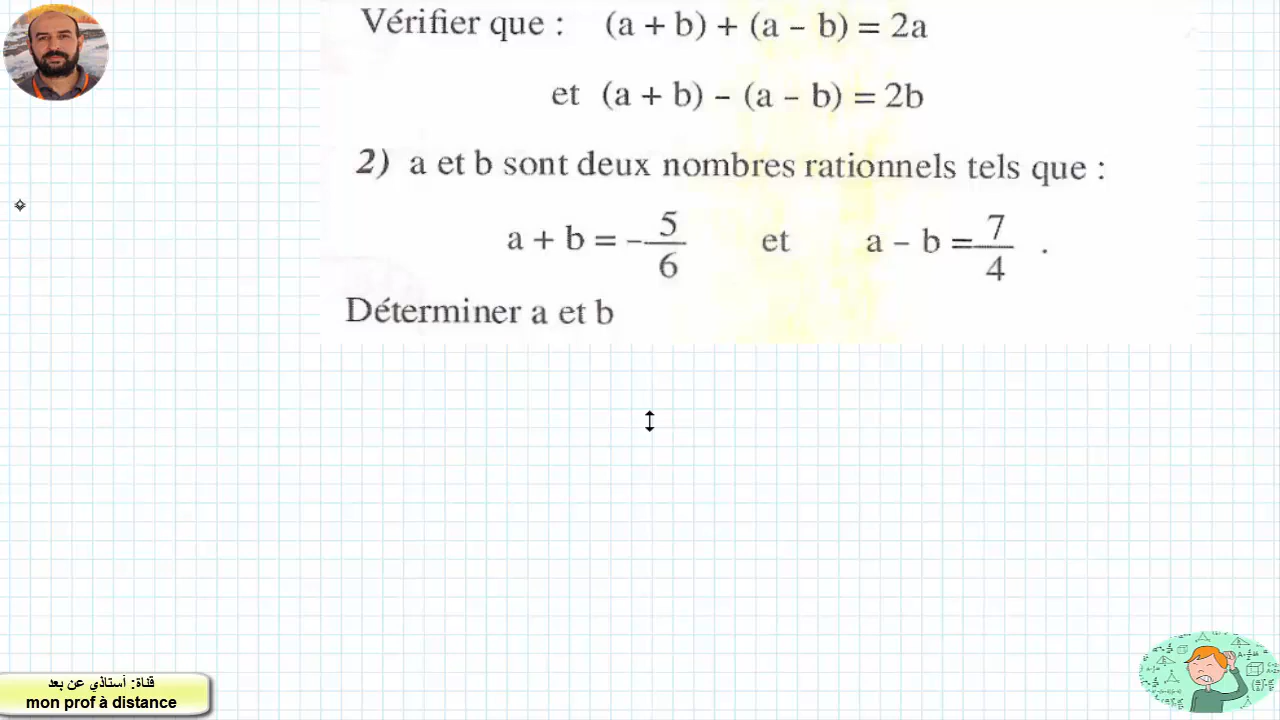 Vérifier que : (a + b) + (a – b) = 2a
et (a + b) – (a – b) = 2b
2) a et b sont deux nombres rationnels tels que :
a + b = –5/6 et a – b = 7/4 .
Déterminer a et b
قناة: أستاذي عن بعد
mon prof à distance